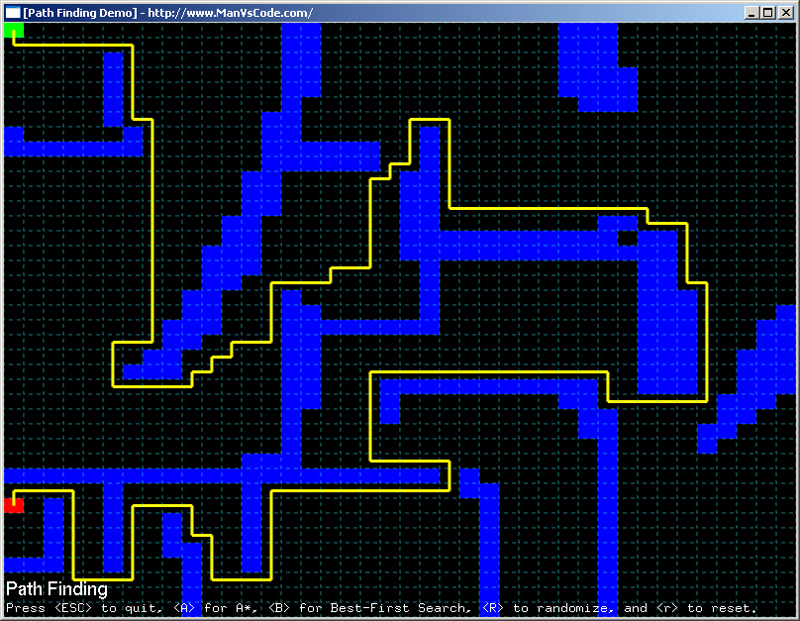 [Path Finding Demo] - http://www.ManVsCode.com/
Path Finding
Press <ESC> to quit, <A> for A*, <B> for Best-First Search, <R> to randomize, and <r> to reset.